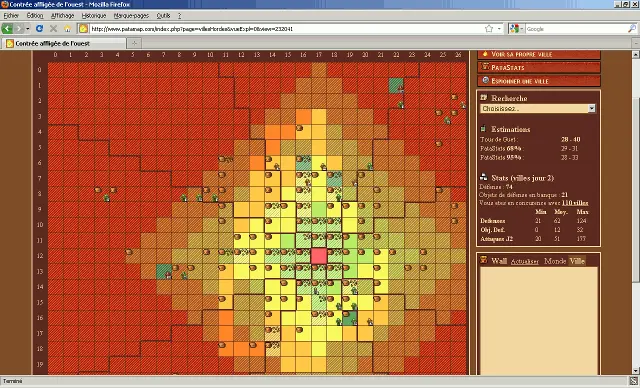 Contrée affligée de l'ouest - Mozilla Firefox
Fichier Édition Affichage Historique Marque-pages Outils ?
http://www.patamap.com/index.php?page=villesHordes&vueExpl=0&view=232041
Google
Contrée affligée de l'ouest
0 1 2 3 4 5 6 7 8 9 10 11 12 13 14 15 16 17 18 19 20 21 22 23 24 25 26
0
1
2
3
4
5
6
7
8
9
10
11
12
13
14
15
16
17
18
19
Voir sa propre ville
PataStats
Espionner une ville
Recherche
Choisissez...
Estimations
Tour de Guet : 28 - 40
PataStats 68% 29 - 31
PataStats 95% 28 - 33
Stats (villes jour 2)
Défense : 74
Objets de défense en banque : 21
Vous etes en concurence avec 110 villes
Min Moy. Max
Defenses 21 62 124
Obj. Def. 0 12 32
Attaques J2 20 51 177
Wall Actualiser Monde Ville
Terminé